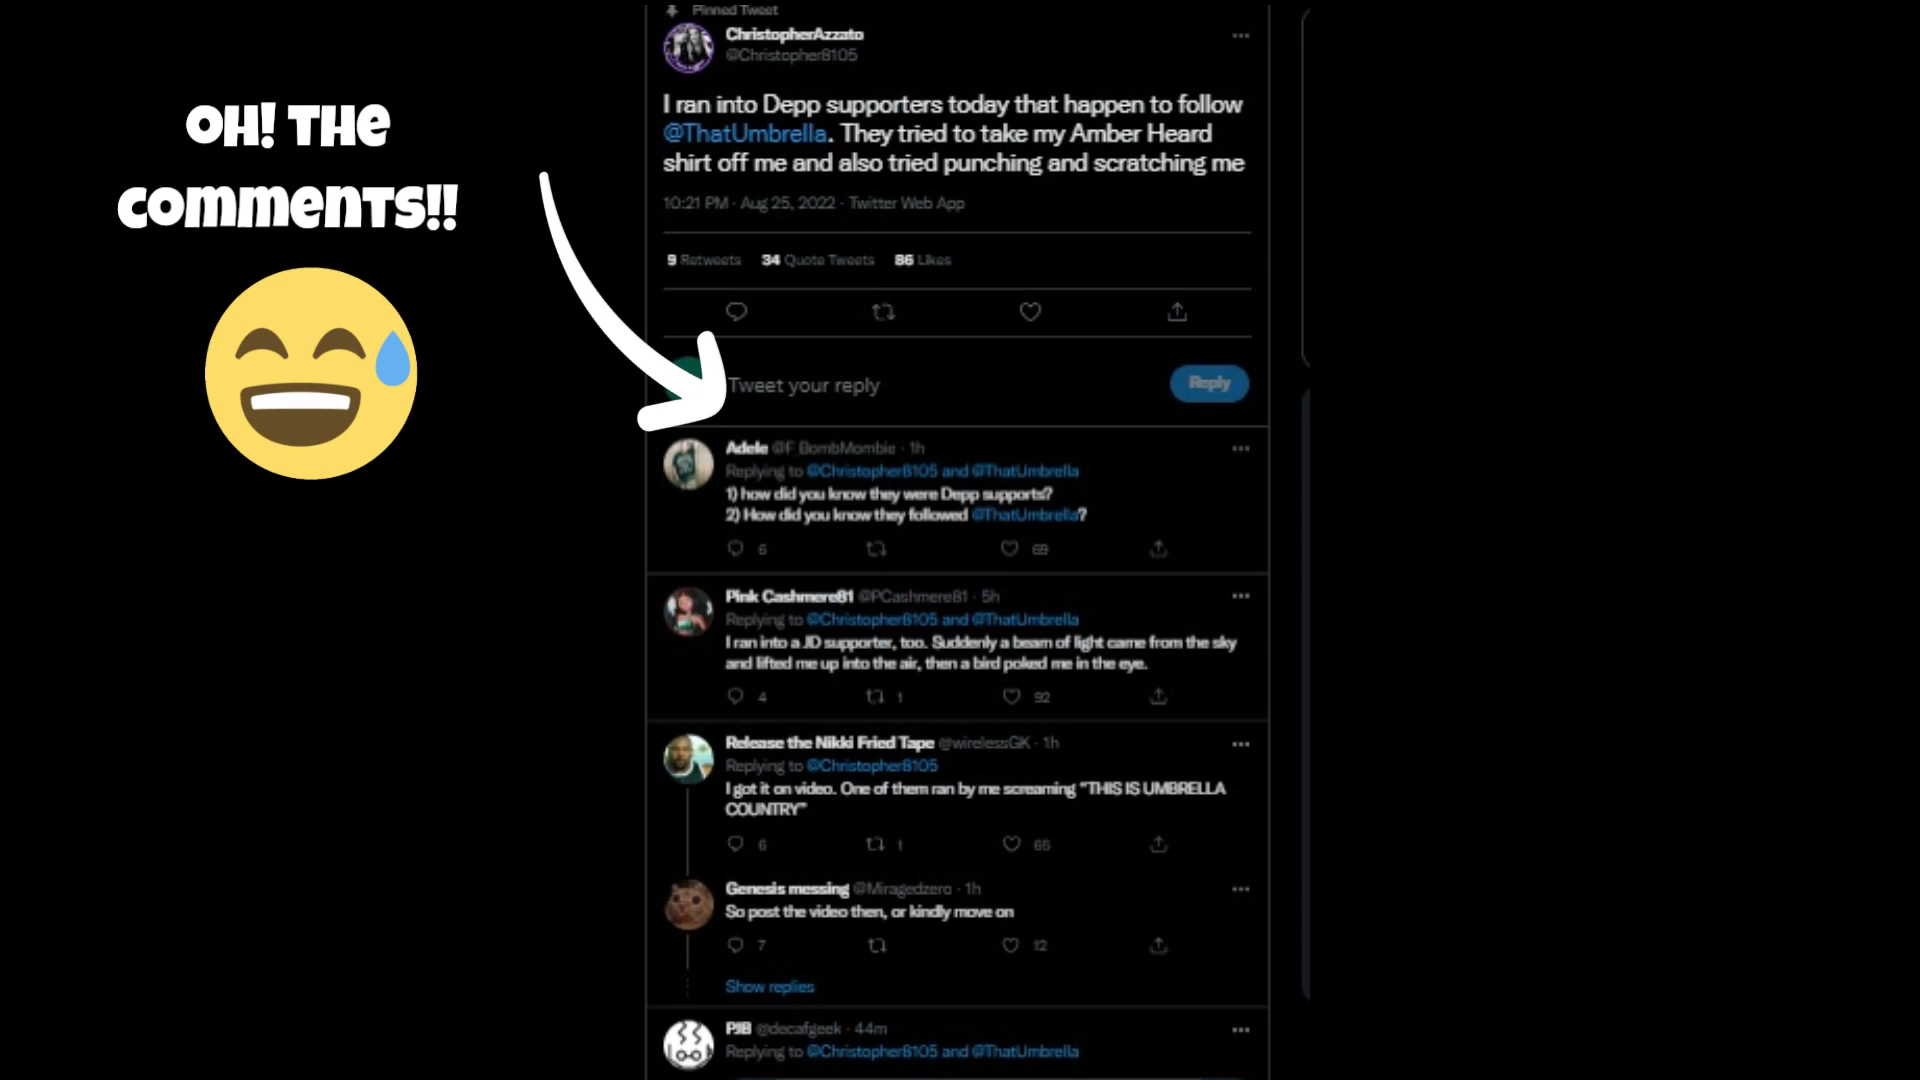 OH! THE
COMMENTS!!
Pinned Tweet
ChristopherAzzato
@Christopher8105
I ran into Depp supporters today that happen to follow
@ThatUmbrella. They tried to take my Amber Heard
shirt off me and also tried punching and scratching me
10:21 PM · Aug 25, 2022 · Twitter Web App
9 Retweets 34 Quote Tweets 86 Likes
Tweet your reply
Reply
Adele @F_BombMombie · 1h
Replying to @Christopher8105 and @ThatUmbrella
1) how did you know they were Depp supports?
2) How did you know they followed @ThatUmbrella?
6 69
Pink Cashmere81 @PCashmere81 · 5h
Replying to @Christopher8105 and @ThatUmbrella
I ran into a JD supporter, too. Suddenly a beam of light came from the sky
and lifted me up into the air, then a bird poked me in the eye.
4 1 92
Release the Nikki Fried Tape @wirelessGK · 1h
Replying to @Christopher8105
I got it on video. One of them ran by me screaming "THIS IS UMBRELLA
COUNTRY"
6 1 65
Genesis messing @Miragedzero · 1h
So post the video then, or kindly move on
7 12
Show replies
PJB @decafgeek · 44m
Replying to @Christopher8105 and @ThatUmbrella